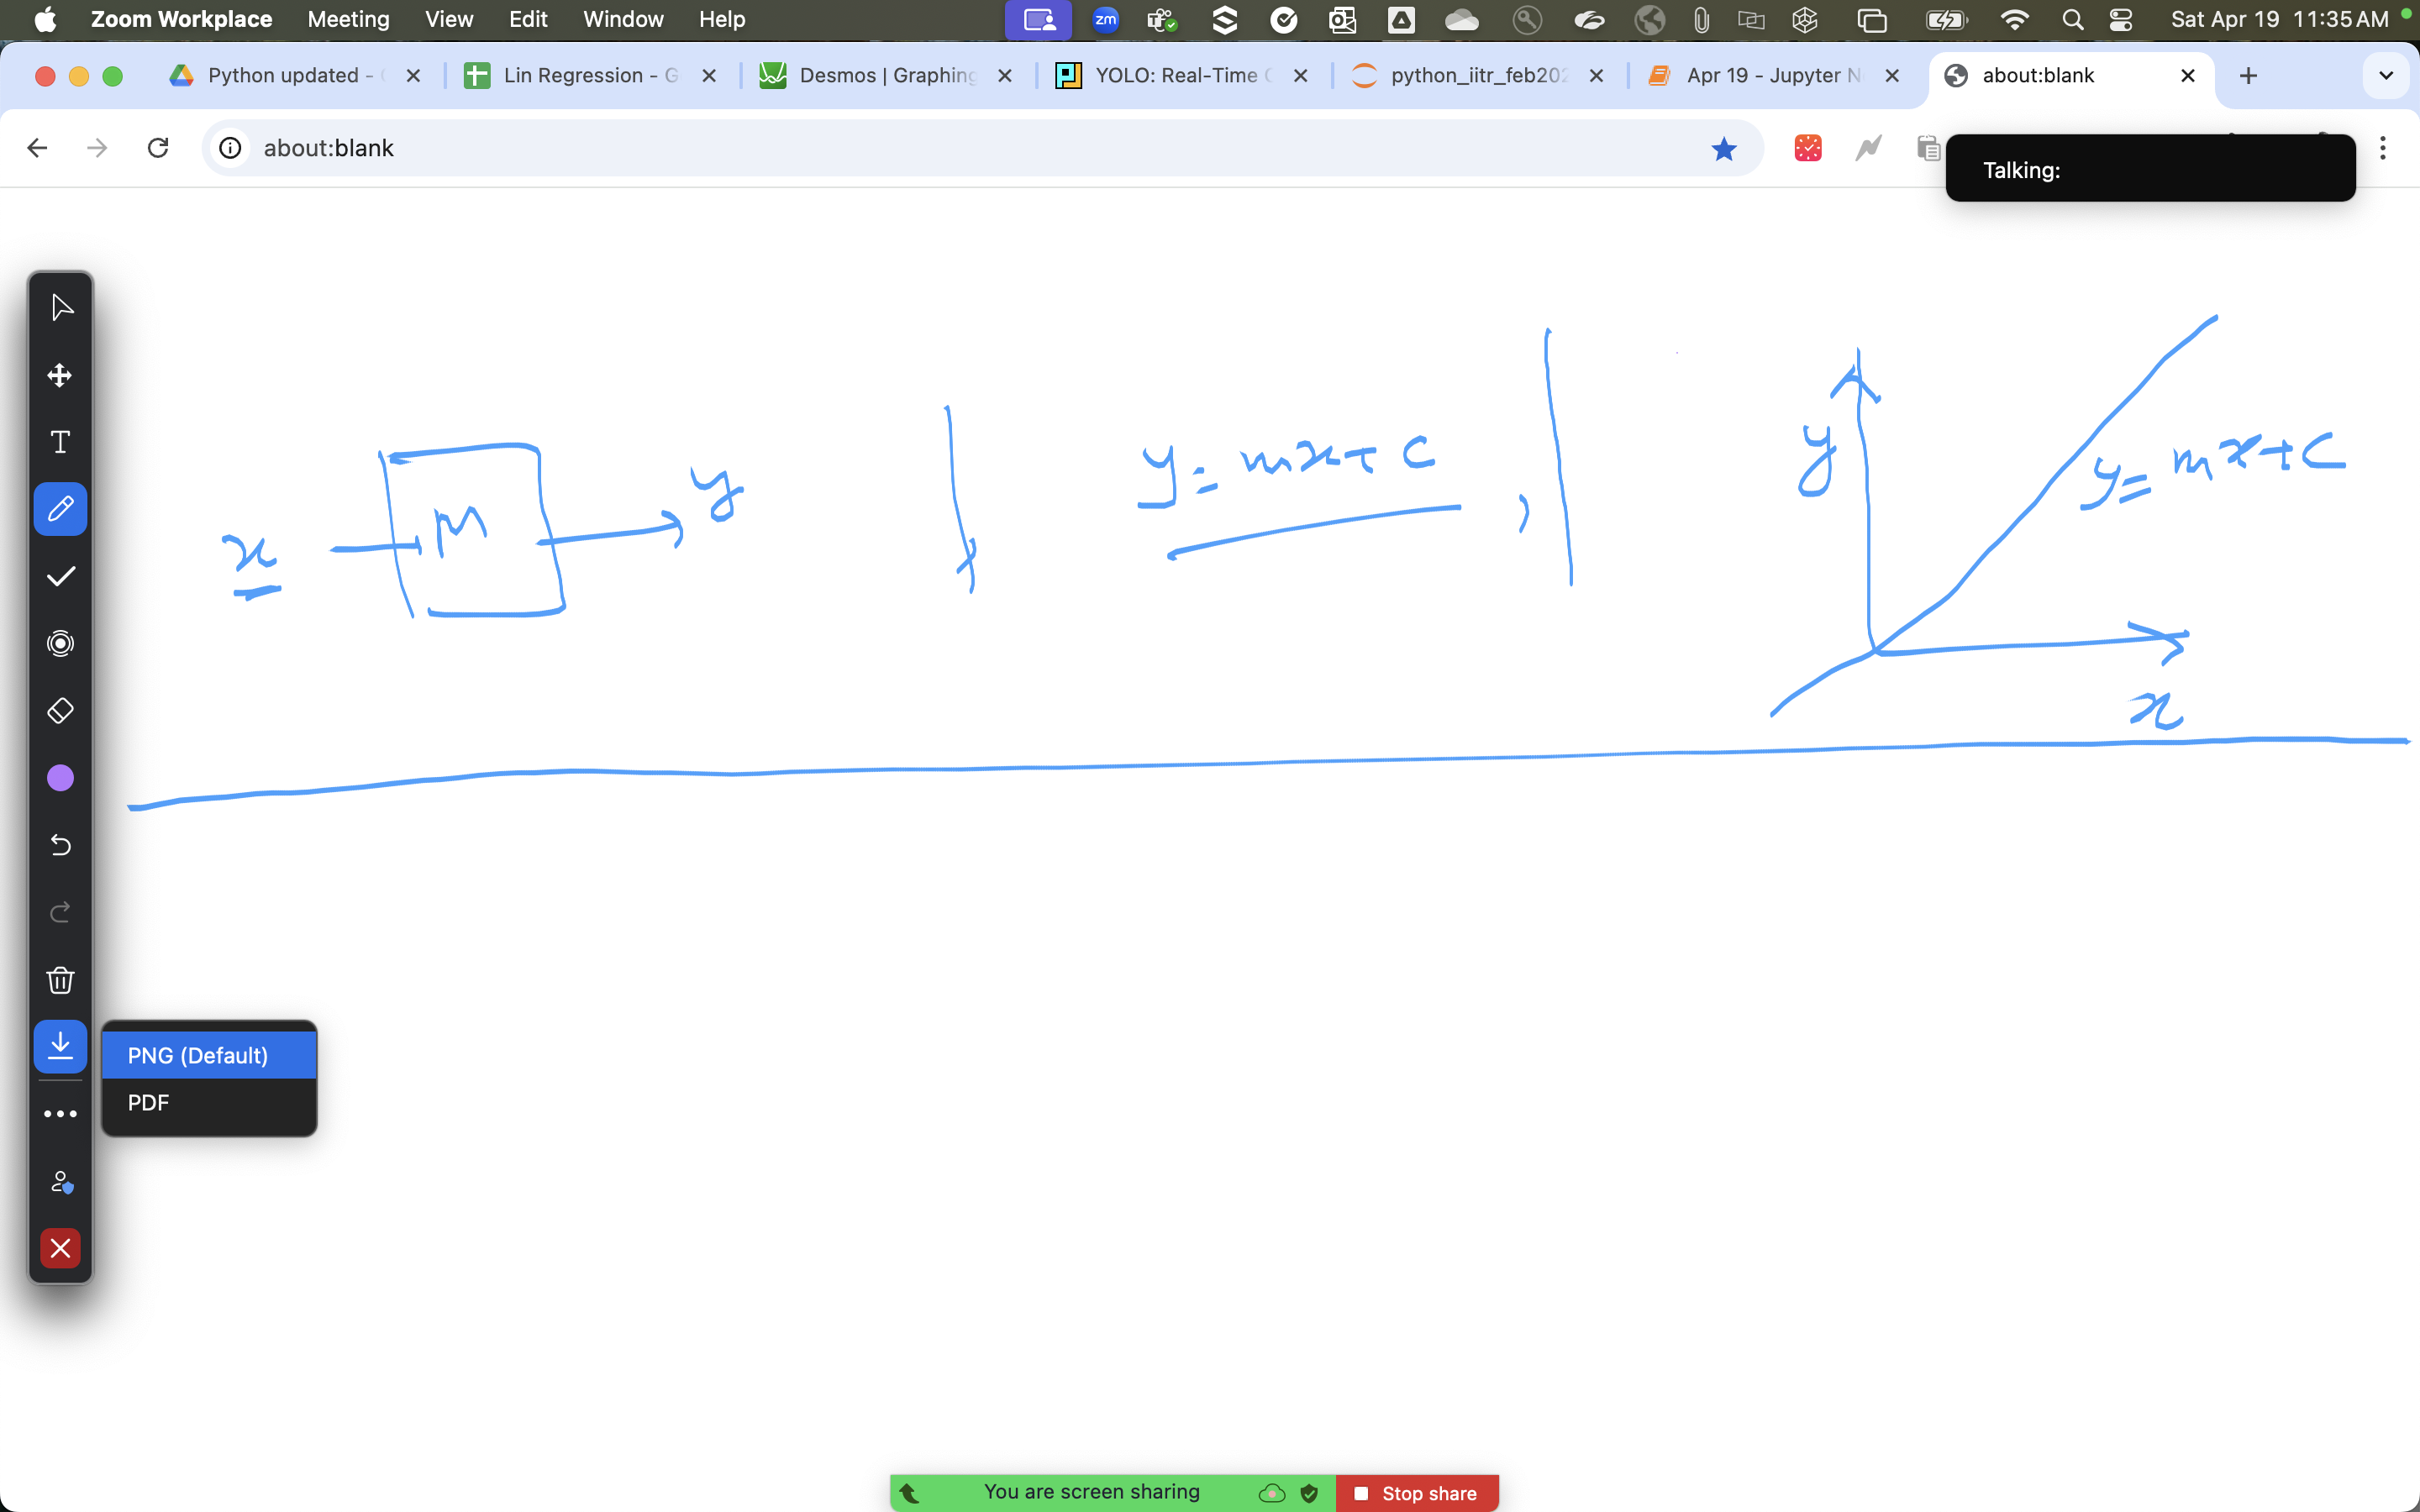 Zoom Workplace Meeting View Edit Window Help zm Sat Apr 19 11:35 AM
Python updated - Lin Regression - G Desmos | Graphing YOLO: Real-Time python_iitr_feb202 Apr 19 - Jupyter N about:blank
about:blank
Talking:
T
x M y
y = mx + c ,
y
y = mx + c
x
PNG (Default)
PDF
You are screen sharing Stop share